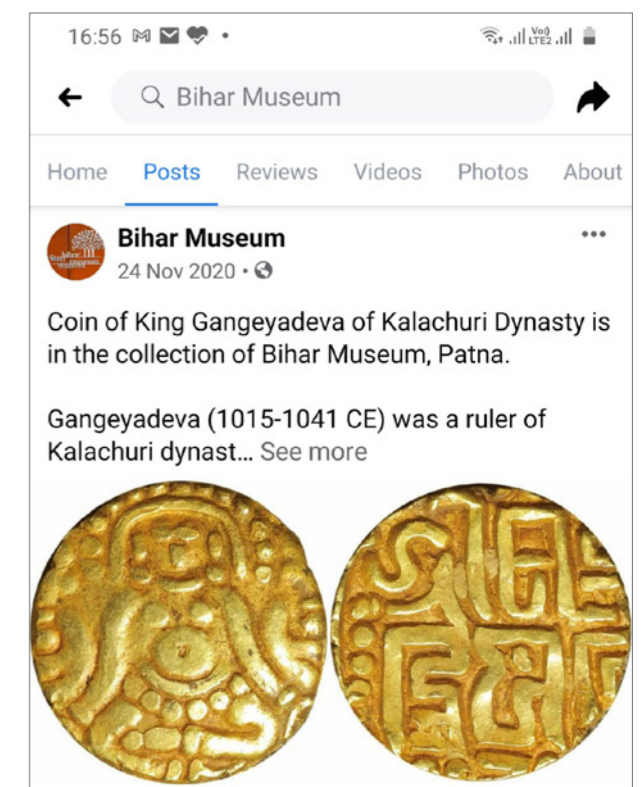 16:56
Vo)
LTE2
Bihar Museum
Home Posts Reviews Videos Photos About
Bihar Museum
24 Nov 2020
Coin of King Gangeyadeva of Kalachuri Dynasty is
in the collection of Bihar Museum, Patna.
Gangeyadeva (1015-1041 CE) was a ruler of
Kalachuri dynast... See more